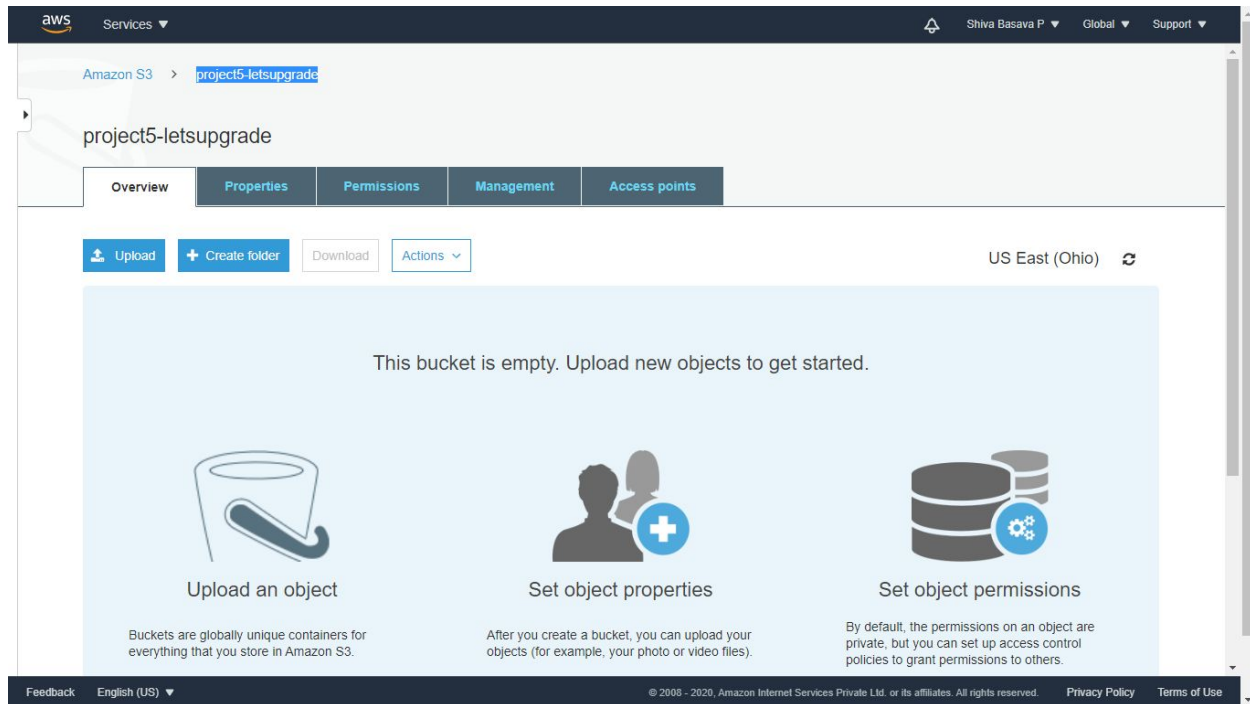 aws Services ▼ Shiva Basava P ▼ Global ▼ Support ▼
Amazon S3 > project5-letsupgrade
project5-letsupgrade
Overview Properties Permissions Management Access points
Upload Create folder Download Actions US East (Ohio)
This bucket is empty. Upload new objects to get started.
Upload an object
Buckets are globally unique containers for
everything that you store in Amazon S3.
Set object properties
After you create a bucket, you can upload your
objects (for example, your photo or video files).
Set object permissions
By default, the permissions on an object are
private, but you can set up access control
policies to grant permissions to others.
Feedback English (US) ▼ © 2008 - 2020, Amazon Internet Services Private Ltd. or its affiliates. All rights reserved. Privacy Policy Terms of Use